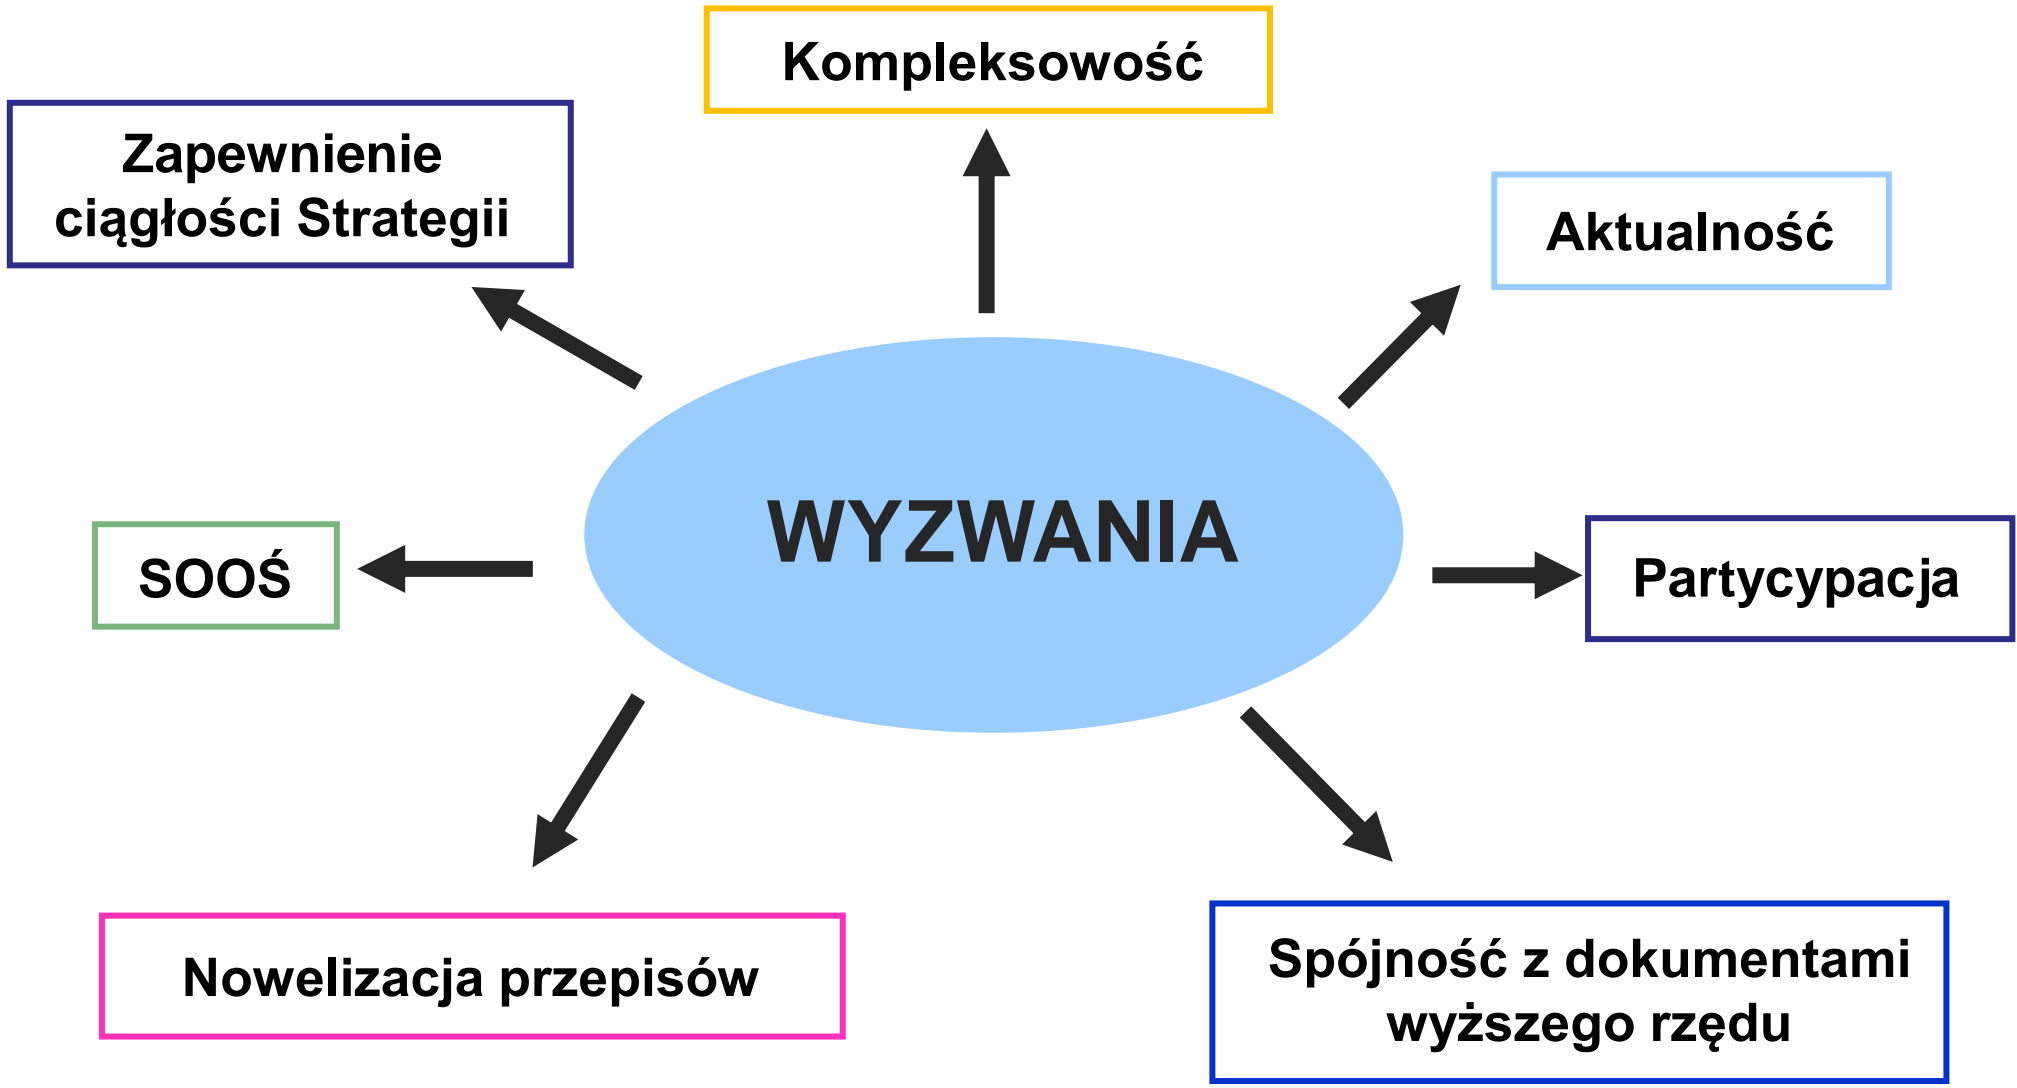 Kompleksowość
Zapewnienie
ciągłości Strategii
Aktualność
WYZWANIA
SOOŚ
Partycypacja
Nowelizacja przepisów
Spójność z dokumentami
wyższego rzędu